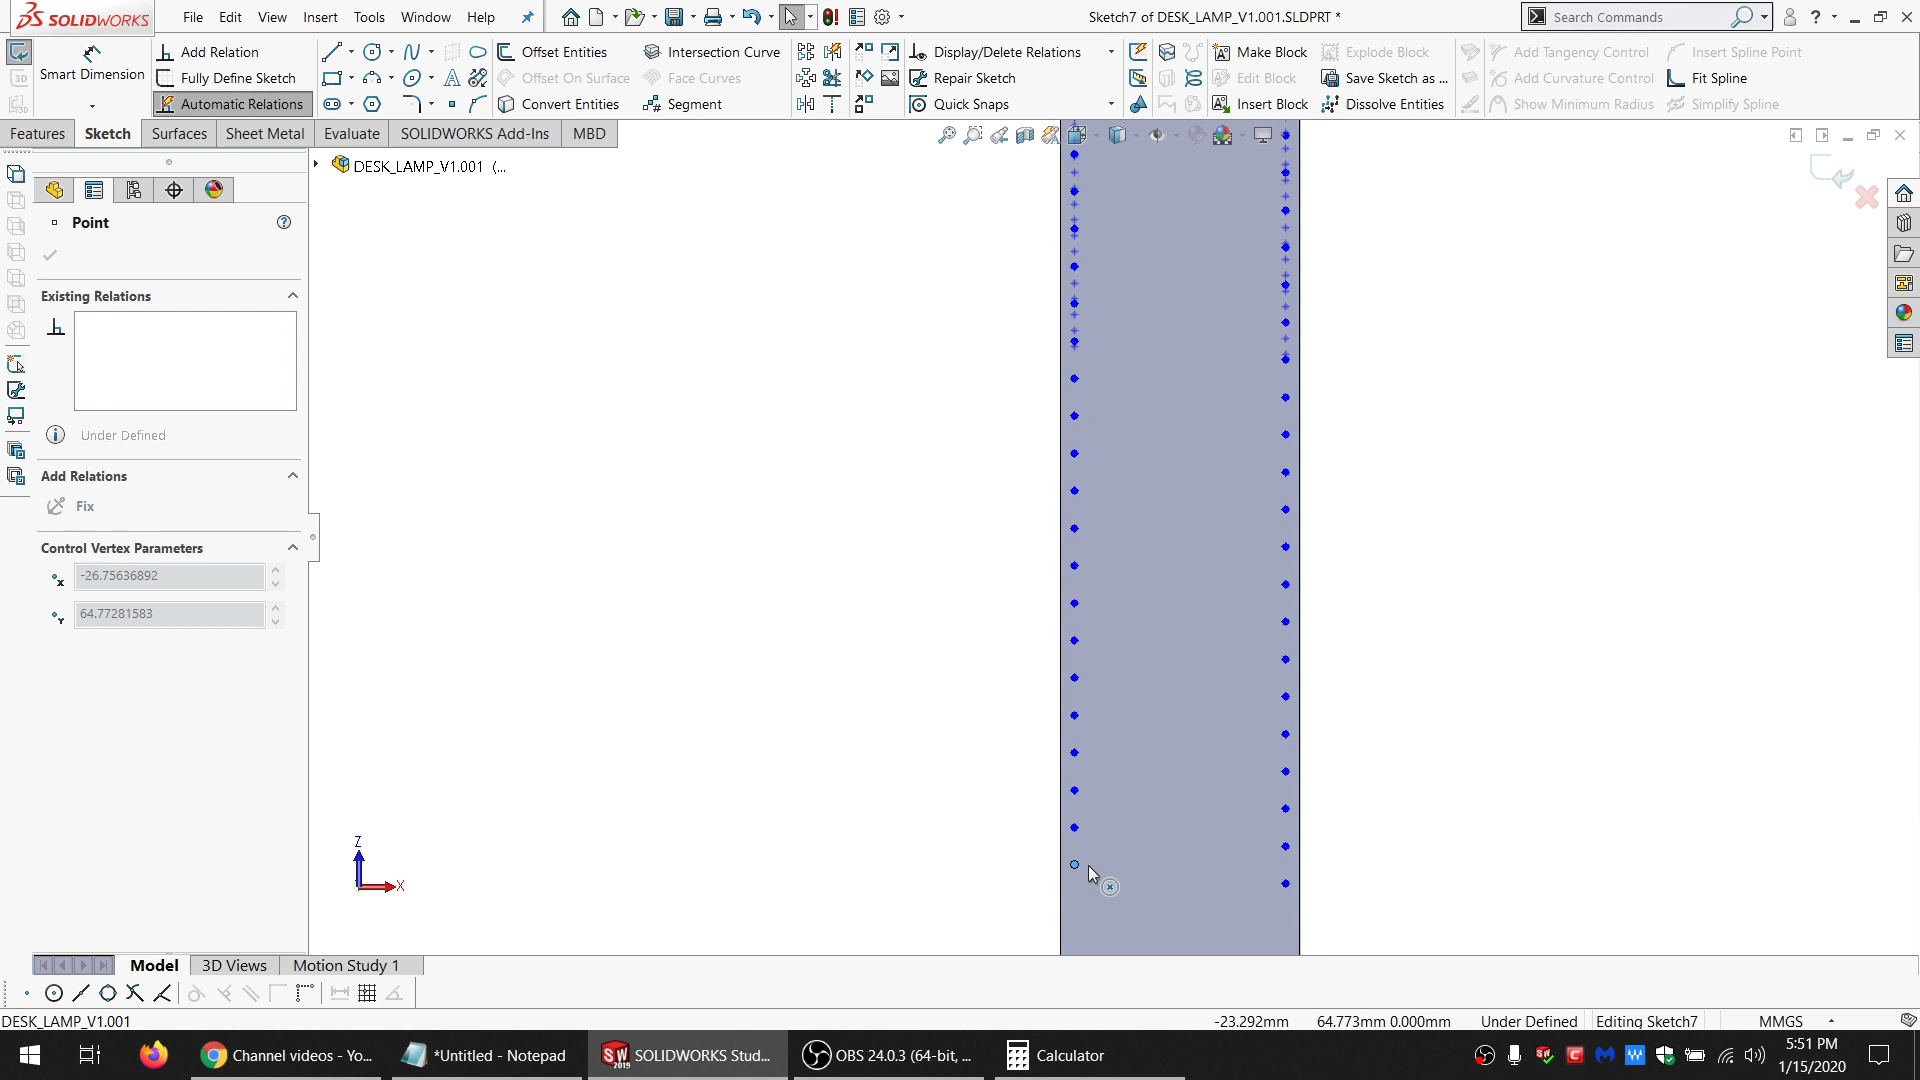 SOLIDWORKS
File Edit View Insert Tools Window Help
Sketch7 of DESK_LAMP_V1.001.SLDPRT *
Search Commands
Smart Dimension
Add Relation
Fully Define Sketch
Automatic Relations
Offset Entities
Offset On Surface
Convert Entities
Intersection Curve
Face Curves
Segment
Display/Delete Relations
Repair Sketch
Quick Snaps
Make Block
Edit Block
Insert Block
Explode Block
Save Sketch as ...
Dissolve Entities
Add Tangency Control
Add Curvature Control
Show Minimum Radius
Insert Spline Point
Fit Spline
Simplify Spline
Features Sketch Surfaces Sheet Metal Evaluate SOLIDWORKS Add-Ins MBD
DESK_LAMP_V1.001 (...
Point
Existing Relations
Under Defined
Add Relations
Fix
Control Vertex Parameters
-26.75636892
64.77281583
Z
X
Model 3D Views Motion Study 1
DESK_LAMP_V1.001
-23.292mm 64.773mm 0.000mm Under Defined Editing Sketch7 MMGS
Channel videos - Yo...
*Untitled - Notepad
SOLIDWORKS Stud...
OBS 24.0.3 (64-bit, ...
Calculator
5:51 PM
1/15/2020